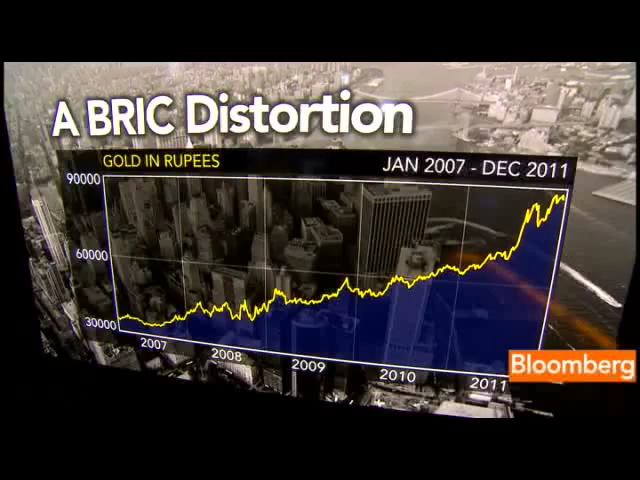 A BRIC Distortion
GOLD IN RUPEES
JAN 2007 - DEC 2011
90000
60000
30000
2007
2008
2009
2010
2011
Bloomberg